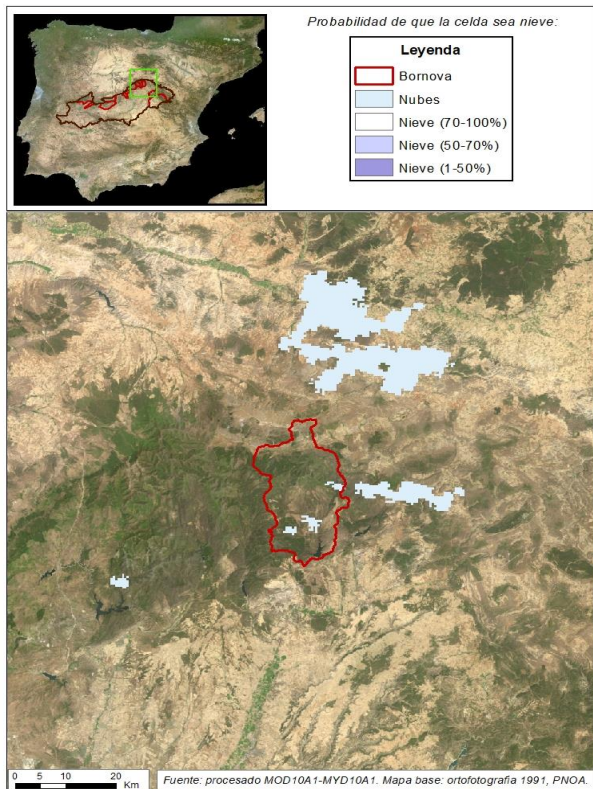 Probabilidad de que la celda sea nieve:
Leyenda
Bornova
Nubes
Nieve (70-100%)
Nieve (50-70%)
Nieve (1-50%)
0 5 10 20
Km
Fuente: procesado MOD10A1-MYD10A1. Mapa base: ortofotografia 1991, PNOA.